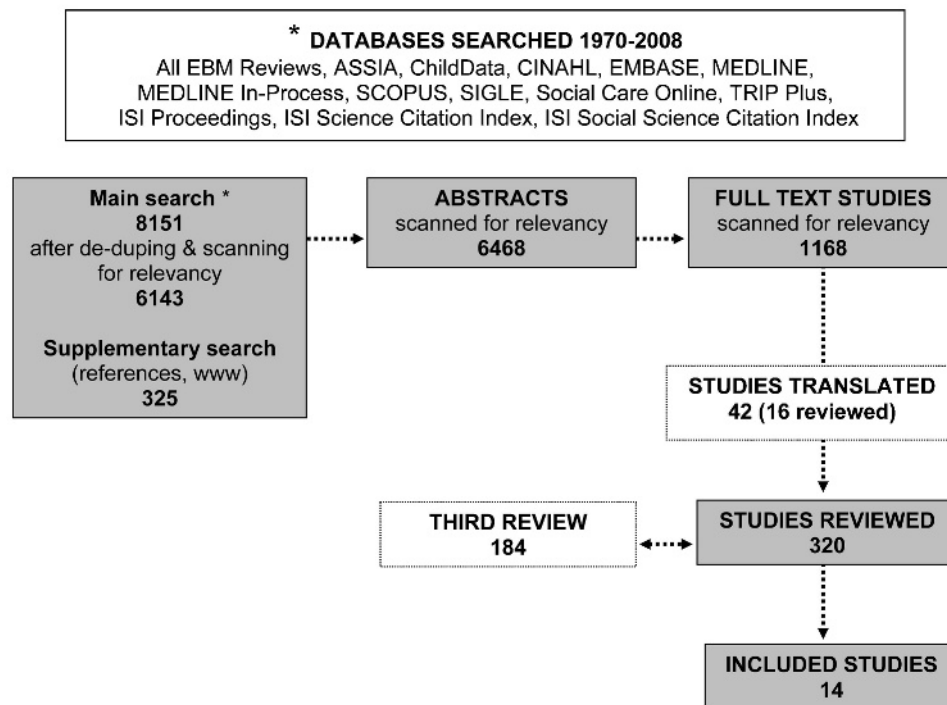 * DATABASES SEARCHED 1970-2008
All EBM Reviews, ASSIA, ChildData, CINAHL, EMBASE, MEDLINE,
MEDLINE In-Process, SCOPUS, SIGLE, Social Care Online, TRIP Plus,
ISI Proceedings, ISI Science Citation Index, ISI Social Science Citation Index
Main search *
8151
after de-duping & scanning
for relevancy
6143
Supplementary search
(references, www)
325
ABSTRACTS
scanned for relevancy
6468
FULL TEXT STUDIES
scanned for relevancy
1168
STUDIES TRANSLATED
42 (16 reviewed)
THIRD REVIEW
184
STUDIES REVIEWED
320
INCLUDED STUDIES
14